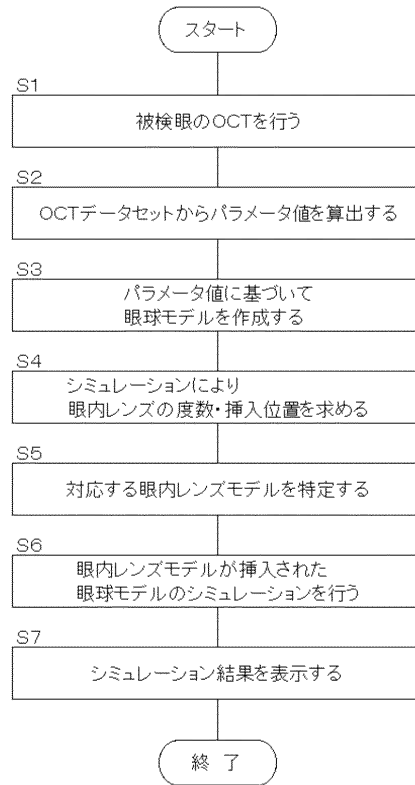 スタート
S1
被検眼のOCTを行う
S2
OCTデータセットからパラメータ値を算出する
S3
パラメータ値に基づいて
眼球モデルを作成する
S4
シミュレーションにより
眼内レンズの度数・挿入位置を求める
S5
対応する眼内レンズモデルを特定する
S6
眼内レンズモデルが挿入された
眼球モデルのシミュレーションを行う
S7
シミュレーション結果を表示する
終 了